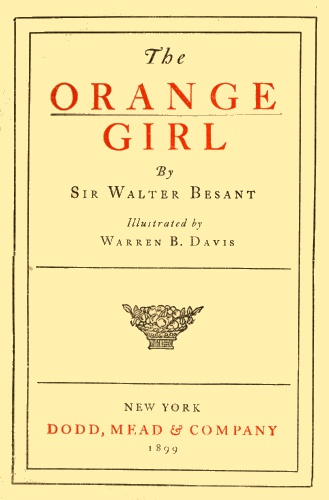 The
ORANGE
GIRL
By
SIR WALTER BESANT
Illustrated by
WARREN B. DAVIS
NEW YORK
DODD, MEAD & COMPANY
1899